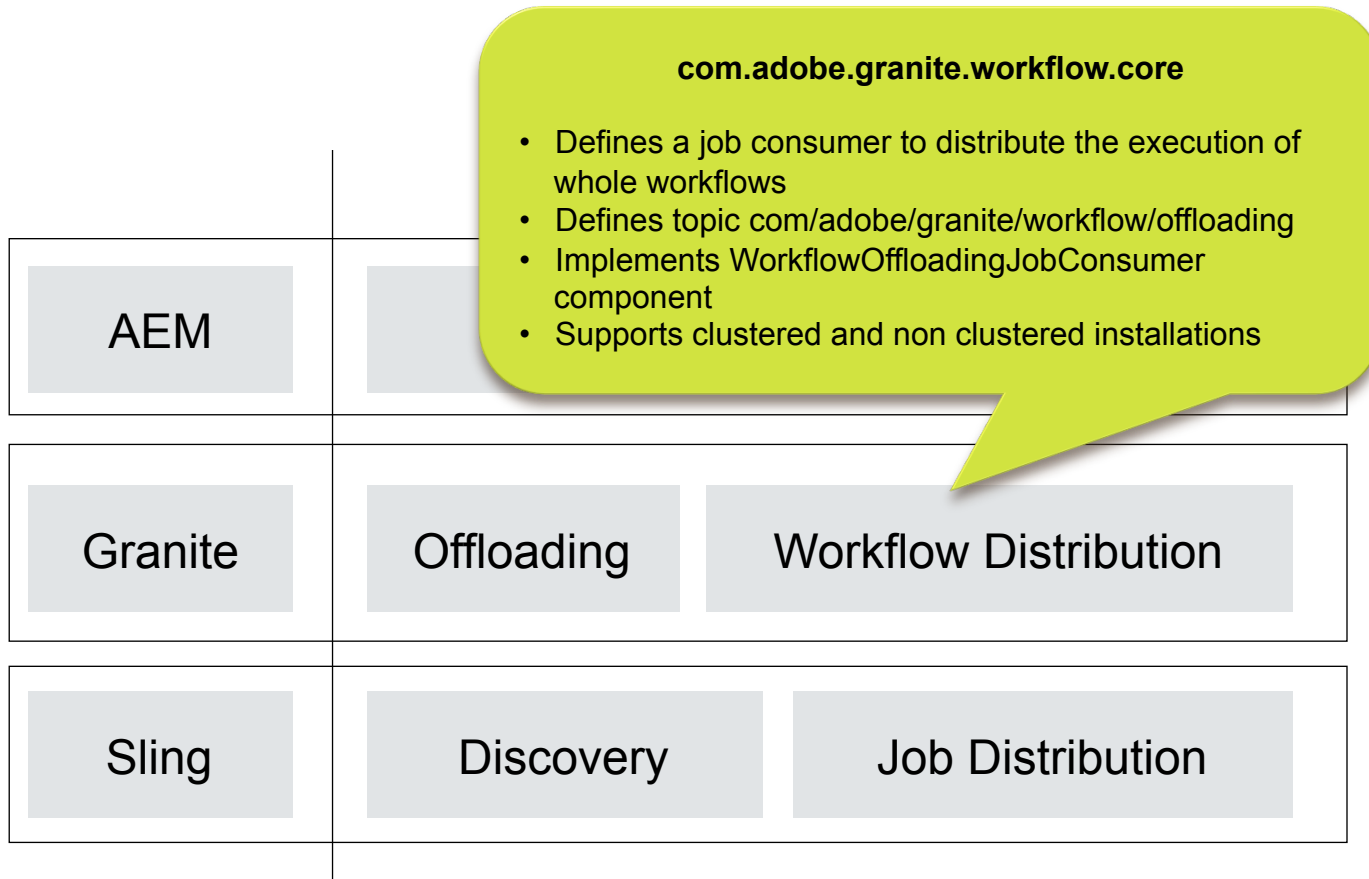 com.adobe.granite.workflow.core
• Defines a job consumer to distribute the execution of
whole workflows
• Defines topic com/adobe/granite/workflow/offloading
• Implements WorkflowOffloadingJobConsumer
component
• Supports clustered and non clustered installations
AEM
Granite
Offloading
Workflow Distribution
Sling
Discovery
Job Distribution